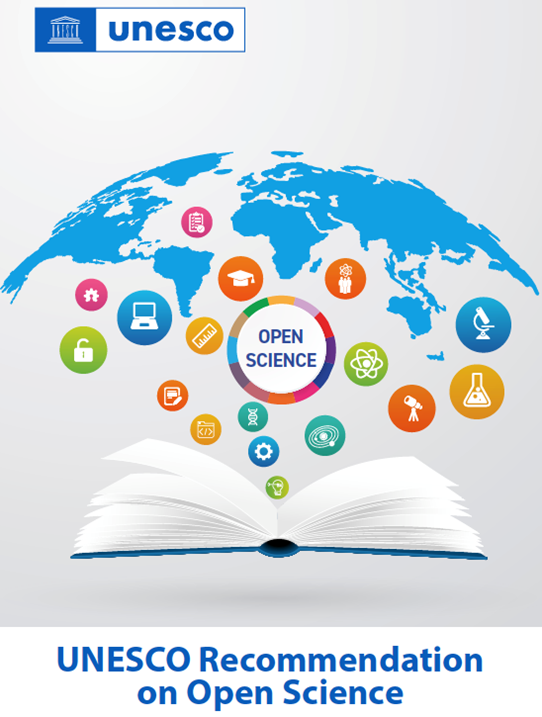 unesco
OPEN
SCIENCE
UNESCO Recommendation
on Open Science